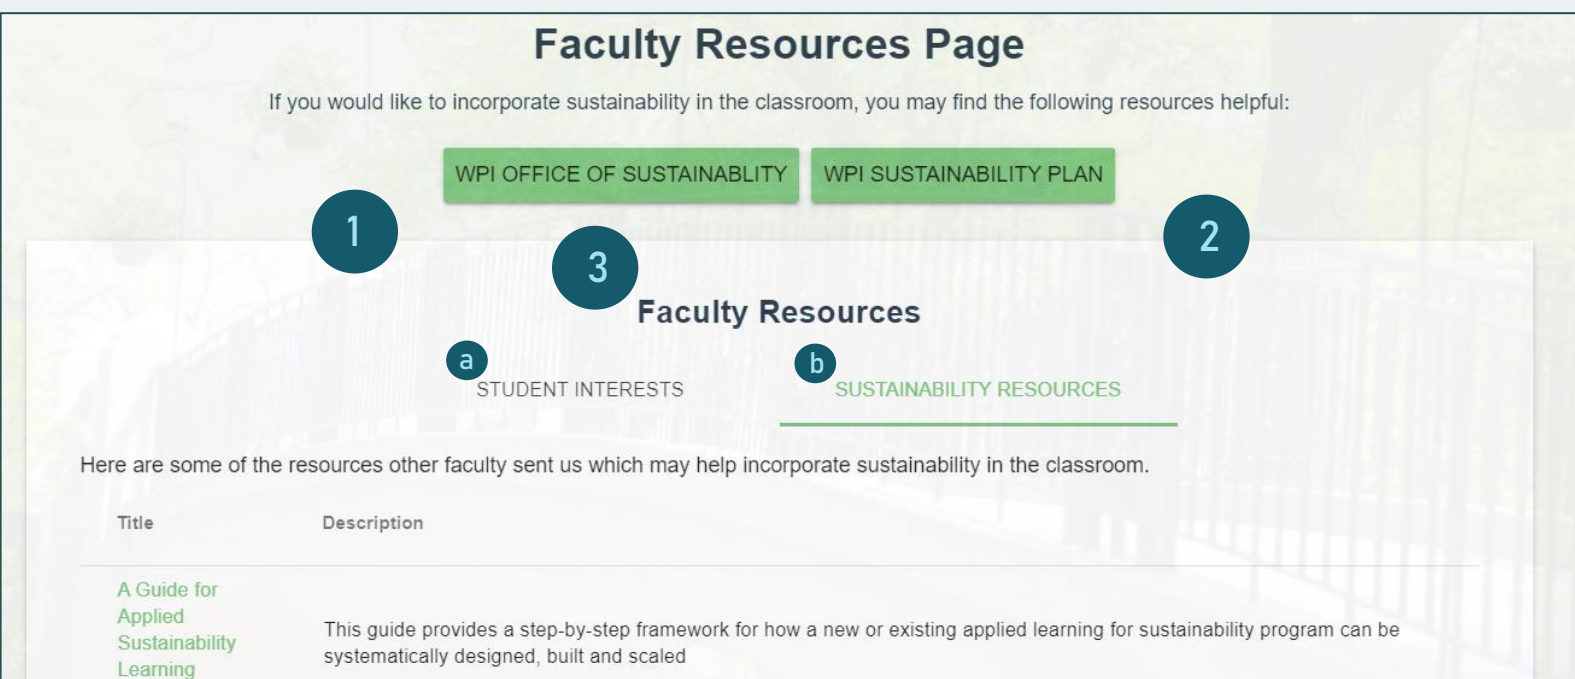 Faculty Resources Page
If you would like to incorporate sustainability in the classroom, you may find the following resources helpful:
WPI OFFICE OF SUSTAINABLITY WPI SUSTAINABILITY PLAN
1
2
3
Faculty Resources
a
STUDENT INTERESTS
b
SUSTAINABILITY RESOURCES
Here are some of the resources other faculty sent us which may help incorporate sustainability in the classroom.
Title Description
A Guide for
Applied
Sustainability
Learning
This guide provides a step-by-step framework for how a new or existing applied learning for sustainability program can be
systematically designed, built and scaled